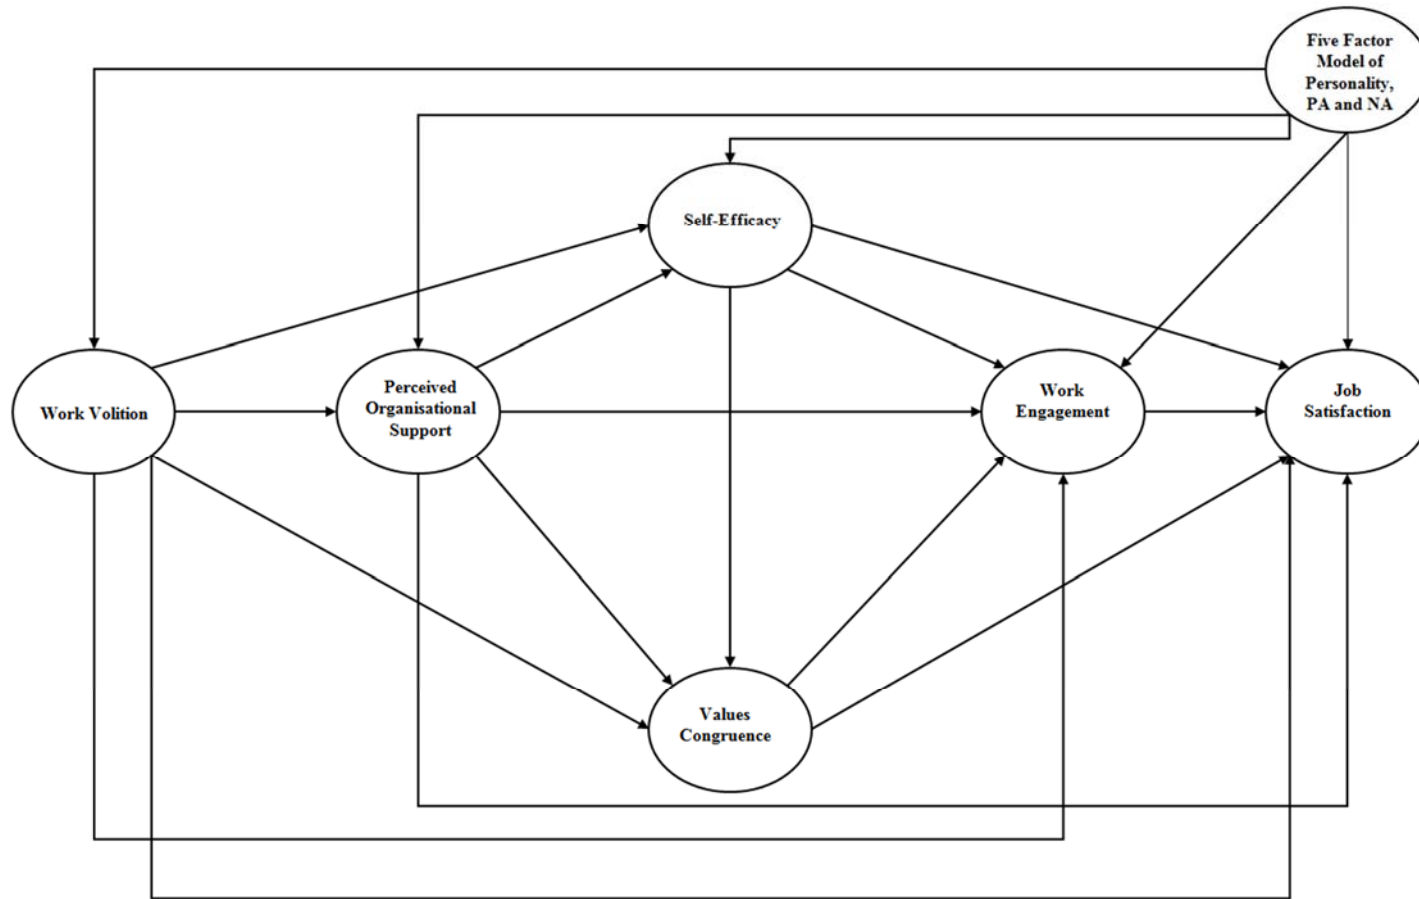 Five Factor
Model of
Personality,
PA and NA
Self-Efficacy
Work Volition
Perceived
Organisational
Support
Work
Engagement
Job
Satisfaction
Values
Congruence